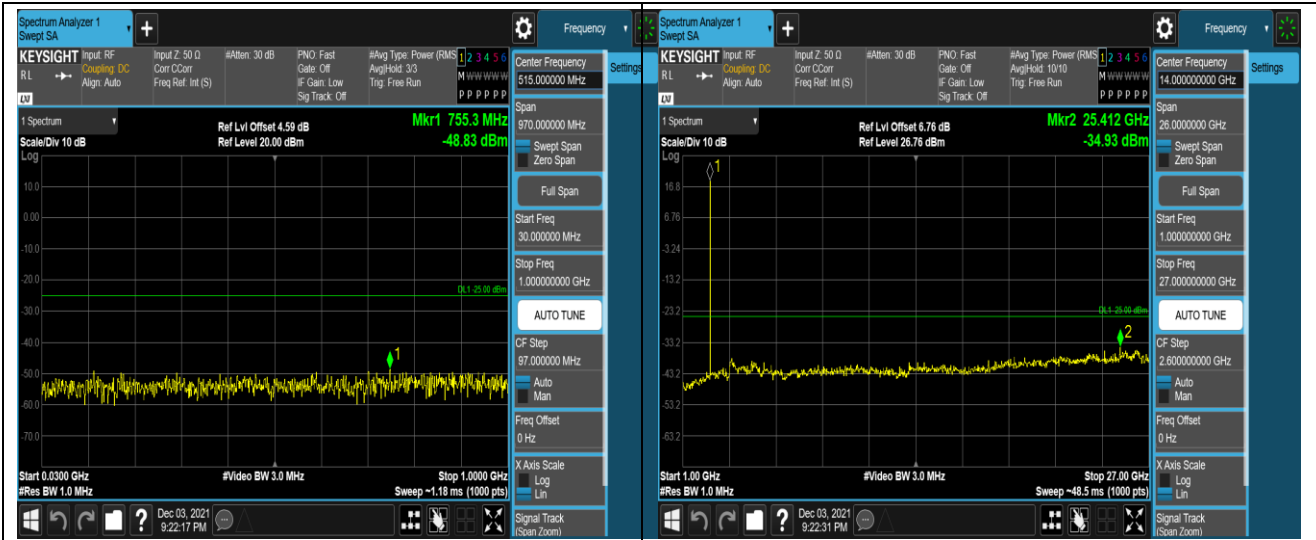 Spectrum Analyzer 1
Swept SA
+
Frequency
KEYSIGHT
RL
LXI
Input: RF
Coupling: DC
Align: Auto
Input Z: 50 Ω
Corr CCorr
Freq Ref: Int (S)
#Atten: 30 dB
PNO: Fast
Gate: Off
IF Gain: Low
Sig Track: Off
#Avg Type: Power (RMS
Avg|Hold: 3/3
Trig: Free Run
1 2 3 4 5 6
M W W W W W
P P P P P P
Center Frequency
515.000000 MHz
Settings
1 Spectrum
Scale/Div 10 dB
Log
Ref Lvl Offset 4.59 dB
Ref Level 20.00 dBm
Mkr1 755.3 MHz
-48.83 dBm
10.0
0.00
-10.0
-20.0
-30.0
-40.0
-50.0
-60.0
-70.0
DL1 -25.00 dBm
1
Start 0.0300 GHz
#Res BW 1.0 MHz
#Video BW 3.0 MHz
Stop 1.0000 GHz
Sweep ~1.18 ms (1000 pts)
Span
970.000000 MHz
Swept Span
Zero Span
Full Span
Start Freq
30.000000 MHz
Stop Freq
1.000000000 GHz
AUTO TUNE
CF Step
97.000000 MHz
Auto
Man
Freq Offset
0 Hz
X Axis Scale
Log
Lin
Signal Track
(Span Zoom)
?
Dec 03, 2021
9:22:17 PM
Spectrum Analyzer 1
Swept SA
+
Frequency
KEYSIGHT
RL
LXI
Input: RF
Coupling: DC
Align: Auto
Input Z: 50 Ω
Corr CCorr
Freq Ref: Int (S)
#Atten: 30 dB
PNO: Fast
Gate: Off
IF Gain: Low
Sig Track: Off
#Avg Type: Power (RMS
Avg|Hold: 10/10
Trig: Free Run
1 2 3 4 5 6
M W W W W W
P P P P P P
Center Frequency
14.000000000 GHz
Settings
1 Spectrum
Scale/Div 10 dB
Log
Ref Lvl Offset 6.76 dB
Ref Level 26.76 dBm
Mkr2 25.412 GHz
-34.93 dBm
16.8
6.76
-3.24
-13.2
-23.2
-33.2
-43.2
-53.2
-63.2
1
DL1 -25.00 dBm
2
Start 1.00 GHz
#Res BW 1.0 MHz
#Video BW 3.0 MHz
Stop 27.00 GHz
Sweep ~48.5 ms (1000 pts)
Span
26.0000000 GHz
Swept Span
Zero Span
Full Span
Start Freq
1.000000000 GHz
Stop Freq
27.000000000 GHz
AUTO TUNE
CF Step
2.600000000 GHz
Auto
Man
Freq Offset
0 Hz
X Axis Scale
Log
Lin
Signal Track
(Span Zoom)
?
Dec 03, 2021
9:22:31 PM